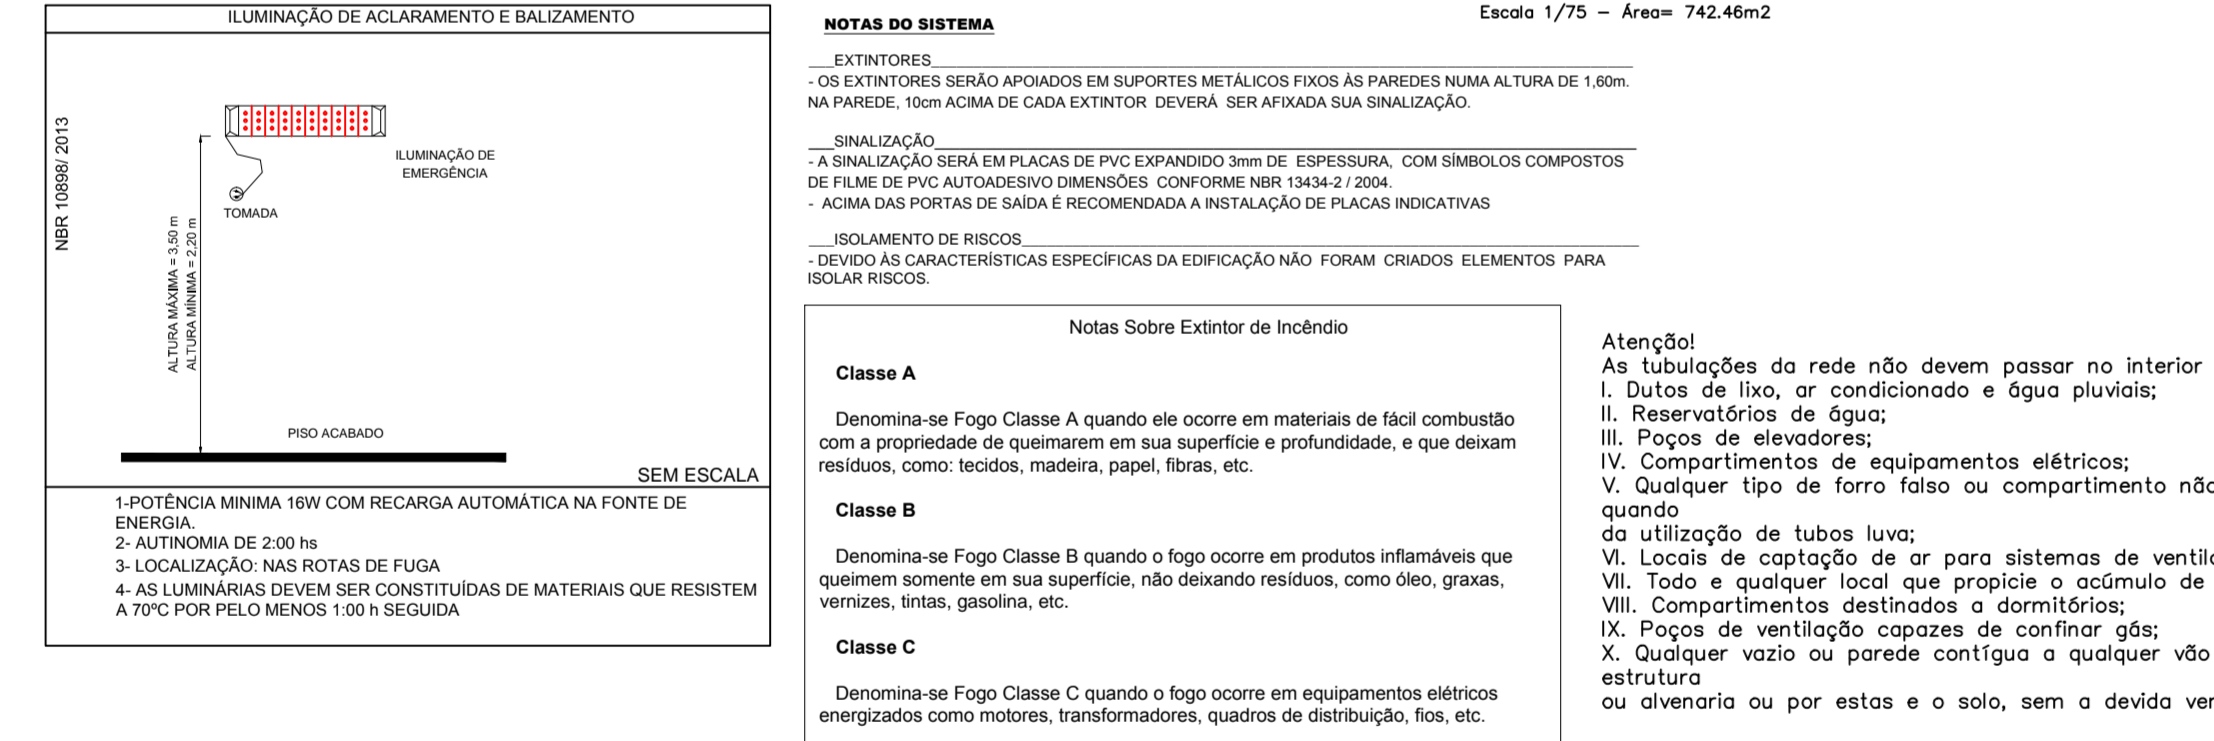 ILUMINAÇÃO DE ACLARAMENTO E BALIZAMENTO
NBR 10898/ 2013
ILUMINAÇÃO DE
EMERGÊNCIA
TOMADA
ALTURA MÁXIMA = 3,50 m
ALTURA MÍNIMA = 2,20 m
PISO ACABADO
SEM ESCALA
1-POTÊNCIA MINIMA 16W COM RECARGA AUTOMÁTICA NA FONTE DE
ENERGIA.
2- AUTINOMIA DE 2:00 hs
3- LOCALIZAÇÃO: NAS ROTAS DE FUGA
4- AS LUMINÁRIAS DEVEM SER CONSTITUÍDAS DE MATERIAIS QUE RESISTEM
A 70ºC POR PELO MENOS 1:00 h SEGUIDA
NOTAS DO SISTEMA
___EXTINTORES___
- OS EXTINTORES SERÃO APOIADOS EM SUPORTES METÁLICOS FIXOS ÀS PAREDES NUMA ALTURA DE 1,60m.
NA PAREDE, 10cm ACIMA DE CADA EXTINTOR DEVERÁ SER AFIXADA SUA SINALIZAÇÃO.
___SINALIZAÇÃO___
- A SINALIZAÇÃO SERÁ EM PLACAS DE PVC EXPANDIDO 3mm DE ESPESSURA, COM SÍMBOLOS COMPOSTOS
DE FILME DE PVC AUTOADESIVO DIMENSÕES CONFORME NBR 13434-2 / 2004.
- ACIMA DAS PORTAS DE SAÍDA É RECOMENDADA A INSTALAÇÃO DE PLACAS INDICATIVAS
___ISOLAMENTO DE RISCOS___
- DEVIDO ÀS CARACTERÍSTICAS ESPECÍFICAS DA EDIFICAÇÃO NÃO FORAM CRIADOS ELEMENTOS PARA
ISOLAR RISCOS.
Notas Sobre Extintor de Incêndio
Classe A
Denomina-se Fogo Classe A quando ele ocorre em materiais de fácil combustão
com a propriedade de queimarem em sua superfície e profundidade, e que deixam
resíduos, como: tecidos, madeira, papel, fibras, etc.
Classe B
Denomina-se Fogo Classe B quando o fogo ocorre em produtos inflamáveis que
queimem somente em sua superfície, não deixando resíduos, como óleo, graxas,
vernizes, tintas, gasolina, etc.
Classe C
Denomina-se Fogo Classe C quando o fogo ocorre em equipamentos elétricos
energizados como motores, transformadores, quadros de distribuição, fios, etc.
Escala 1/75 - Área= 742.46m2
Atenção!
As tubulações da rede não devem passar no interior
I. Dutos de lixo, ar condicionado e água pluviais;
II. Reservatórios de água;
III. Poços de elevadores;
IV. Compartimentos de equipamentos elétricos;
V. Qualquer tipo de forro falso ou compartimento não
quando
da utilização de tubos luva;
VI. Locais de captação de ar para sistemas de
VII. Todo e qualquer local que propicie o acúmulo de
VIII. Compartimentos destinados a dormitórios;
IX. Poços de ventilação capazes de confinar gás;
X. Qualquer vazio ou parede contígua a qualquer vão
estrutura
ou alvenaria ou por estas e o solo, sem a devida